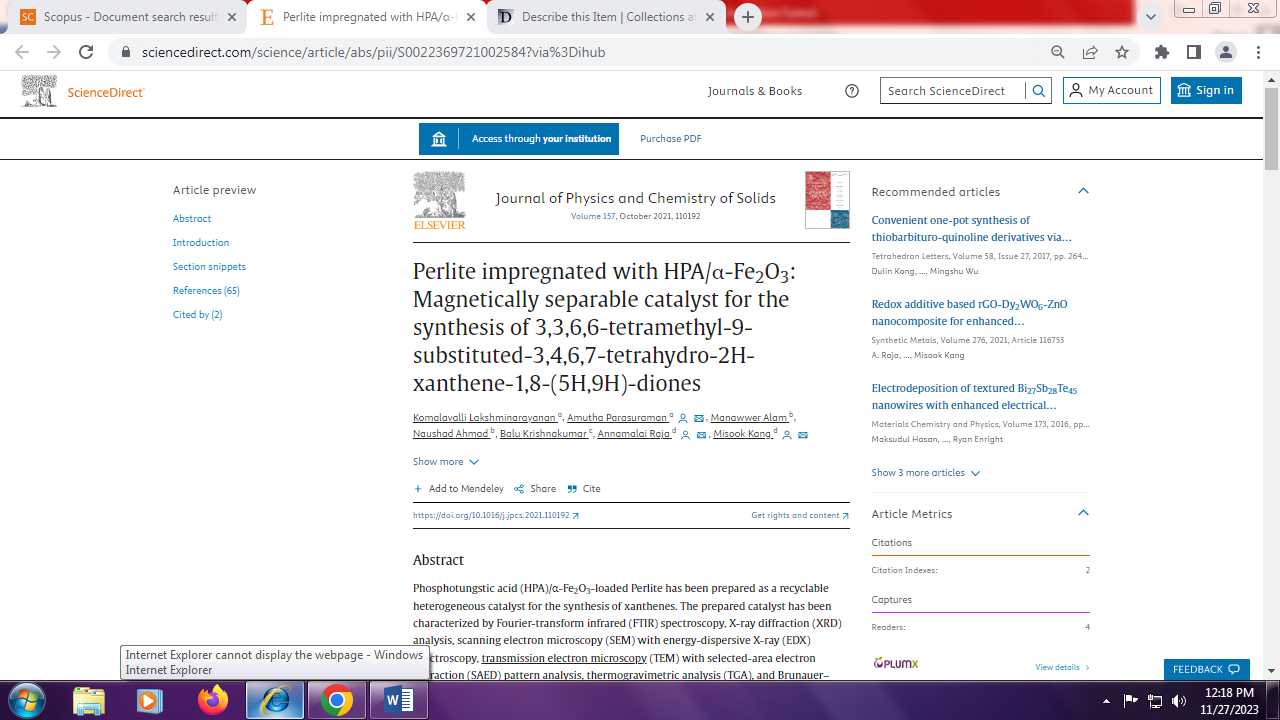 Scopus - Document search result
Perlite impregnated with HPA/α-
Describe this Item | Collections a
sciencedirect.com/science/article/abs/pii/S0022369721002584?via%3Dihub
ScienceDirect
Journals & Books
Search ScienceDirect
My Account
Sign in
Access through your institution
Purchase PDF
Article preview
Abstract
Introduction
Section snippets
References (65)
Cited by (2)
ELSEVIER
Journal of Physics and Chemistry of Solids
Volume 157, October 2021, 110192
Perlite impregnated with HPA/α-Fe₂O₃:
Magnetically separable catalyst for the
synthesis of 3,3,6,6-tetramethyl-9-
substituted-3,4,6,7-tetrahydro-2H-
xanthene-1,8-(5H,9H)-diones
Komalavalli Lakshminarayanan ᵃ, Amutha Parasuraman ᵃ, Manawwer Alam ᵇ,
Naushad Ahmad ᵇ, Balu Krishnakumar ᶜ, Annamalai Raja ᵈ, Misook Kang ᵈ
Show more
+ Add to Mendeley Share Cite
https://doi.org/10.1016/j.jpcs.2021.110192
Get rights and content
Abstract
Phosphotungstic acid (HPA)/α-Fe₂O₃-loaded Perlite has been prepared as a recyclable
heterogeneous catalyst for the synthesis of xanthenes. The prepared catalyst has been
characterized by Fourier-transform infrared (FTIR) spectroscopy, X-ray diffraction (XRD)
analysis, scanning electron microscopy (SEM) with energy-dispersive X-ray (EDX)
ectroscopy, transmission electron microscopy (TEM) with selected-area electron
raction (SAED) pattern analysis, thermogravimetric analysis (TGA), and Brunauer–
Recommended articles
Convenient one-pot synthesis of
thiobarbituro-quinoline derivatives via…
Tetrahedron Letters, Volume 58, Issue 27, 2017, pp. 264…
Dulin Kong, …, Mingshu Wu
Redox additive based rGO-Dy₂WO₆-ZnO
nanocomposite for enhanced…
Synthetic Metals, Volume 276, 2021, Article 116753
A. Raja, …, Misook Kang
Electrodeposition of textured Bi₂₇Sb₂₈Te₄₅
nanowires with enhanced electrical…
Materials Chemistry and Physics, Volume 173, 2016, pp…
Maksudul Hasan, …, Ryan Enright
Show 3 more articles
Article Metrics
Citations
Citation Indexes: 2
Captures
Readers: 4
PLUMX
View details
FEEDBACK
Internet Explorer cannot display the webpage - Windows
Internet Explorer
12:18 PM
11/27/2023